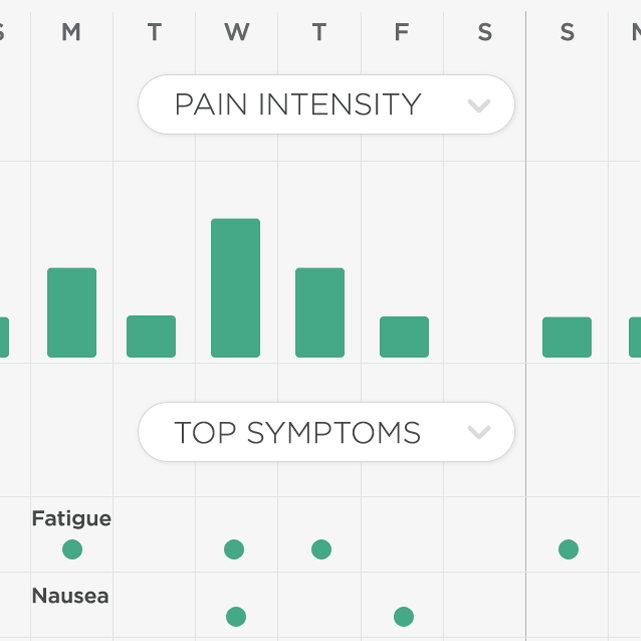 S M T W T F S S M
PAIN INTENSITY
TOP SYMPTOMS
Fatigue
Nausea